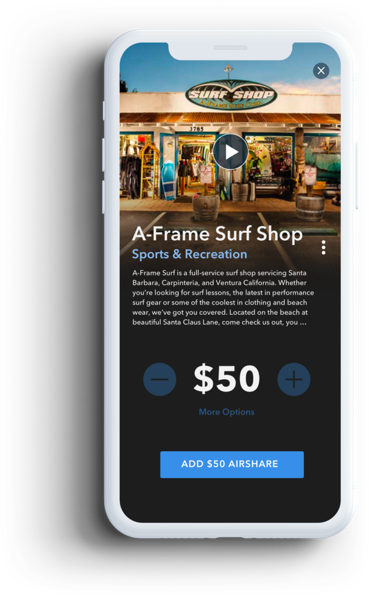 SURF SHOP
3785
A-Frame Surf Shop
Sports & Recreation
A-Frame Surf is a full-service surf shop servicing Santa
Barbara, Carpinteria, and Ventura California. Whether
you're looking for surf lessons, the latest in performance
surf gear or some of the coolest in clothing and beach
wear, we've got you covered. Located on the beach at
beautiful Santa Claus Lane, come check us out, you ...
$50
More Options
ADD $50 AIRSHARE